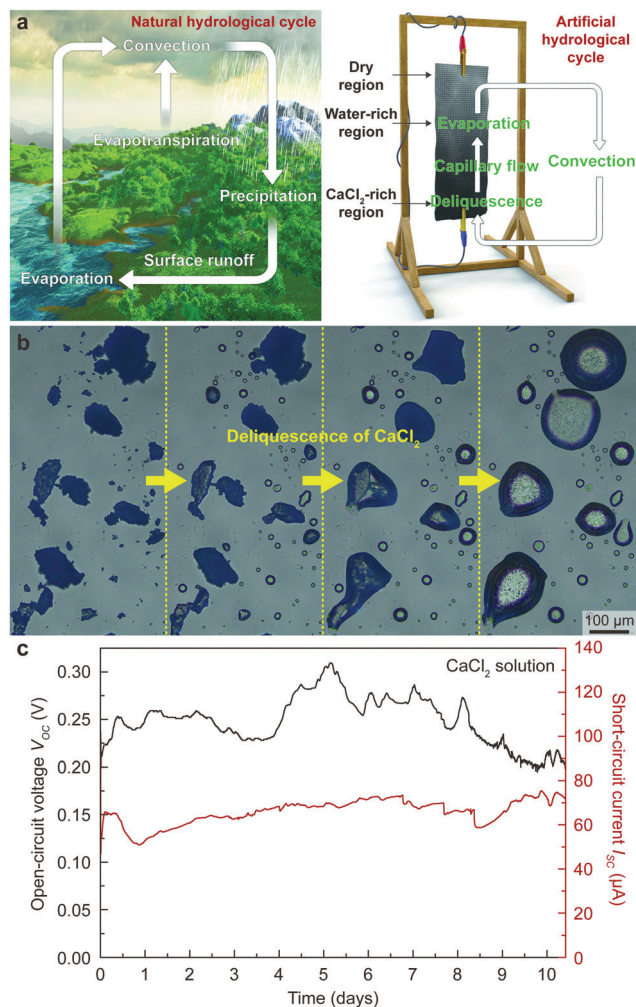 a
Natural hydrological cycle
Convection
Evapotranspiration
Precipitation
Surface runoff
Evaporation
Artificial
hydrological
cycle
Dry
region
Water-rich
region
CaCl₂-rich
region
Evaporation
Capillary flow
Deliquescence
Convection
b
Deliquescence of CaCl₂
100 µm
c
CaCl₂ solution
Open-circuit voltage V_OC (V)
0.30
0.25
0.20
0.15
0.10
0.05
0.00
Short-circuit current I_SC (µA)
140
120
100
80
60
40
20
0
0 1 2 3 4 5 6 7 8 9 10
Time (days)